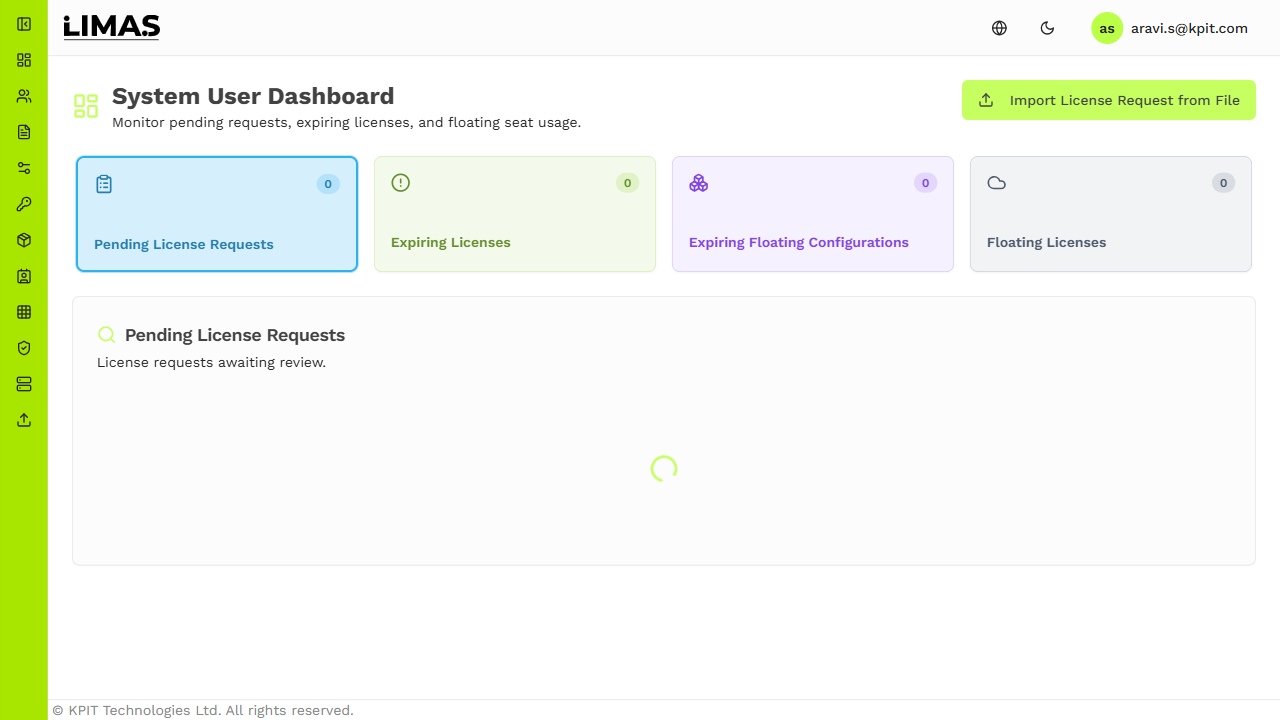 LIMAS
as
aravi.s@kpit.com
System User Dashboard
Monitor pending requests, expiring licenses, and floating seat usage.
Import License Request from File
0
Pending License Requests
0
Expiring Licenses
0
Expiring Floating Configurations
0
Floating Licenses
Pending License Requests
License requests awaiting review.
© KPIT Technologies Ltd. All rights reserved.